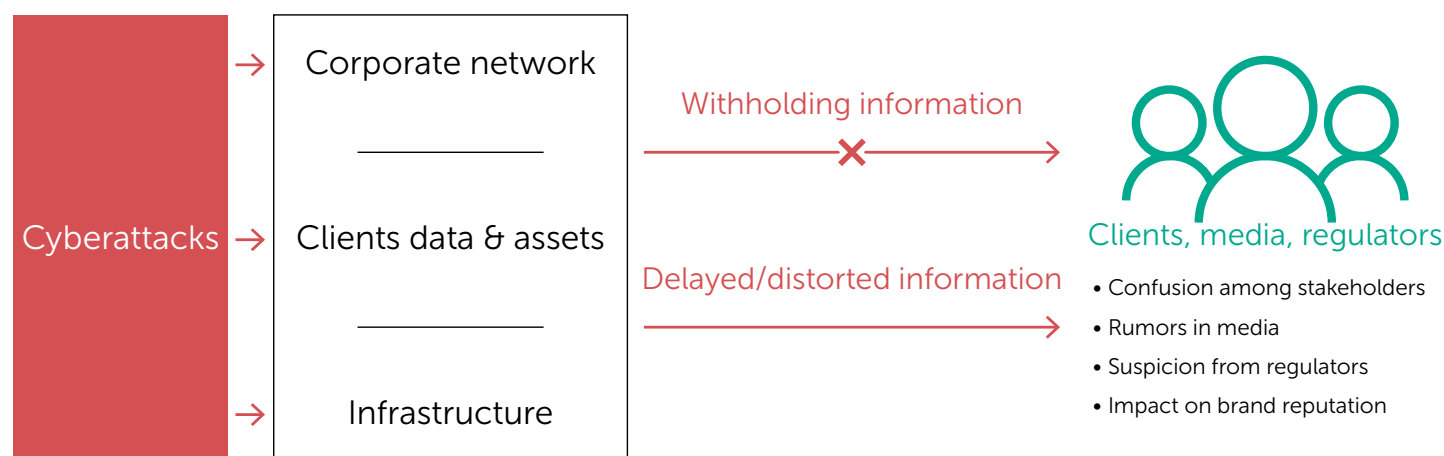 Cyberattacks
Corporate network
Clients data & assets
Infrastructure
Withholding information
Delayed/distorted information
Clients, media, regulators
• Confusion among stakeholders
• Rumors in media
• Suspicion from regulators
• Impact on brand reputation